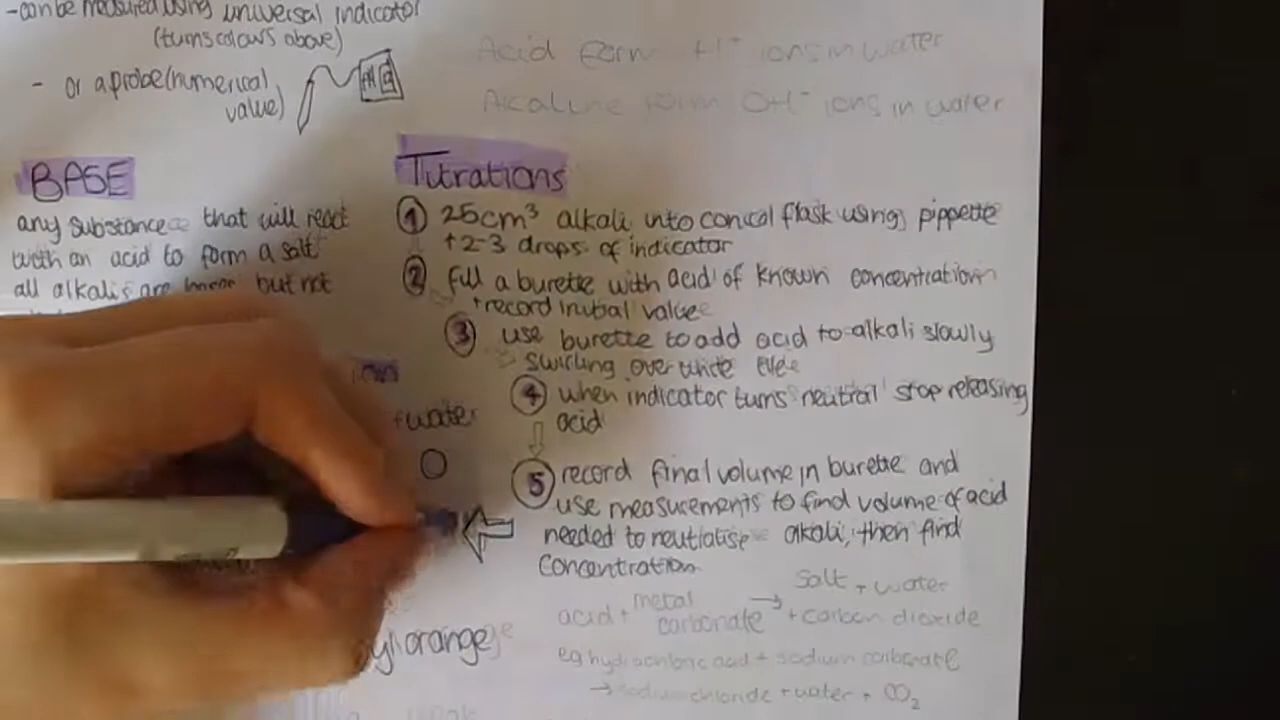 -can be measured using universal indicator
(turns colours above)
- or a probe (numerical
value)
Acid form H+ ions in water
Alkaline form OH- ions in water
BASE
any substance that will react
with an acid to form a salt
all alkalis are but not
Titrations
① 25cm³ alkali into conical flask using pippette
+2-3 drops of indicator
② fill a burette with acid of known concentration
+record initial value
③ use burette to add acid to alkali slowly
swirling over white tile
④ when indicator turns neutral stop releasing
acid
+water
⑤ record final volume in burette and
use measurements to find volume of acid
needed to neutralise alkali, then find
concentration
acid + metal carbonate → salt + water
+ carbon dioxide
orange
eg hydrochloric acid + sodium carbonate
→ sodium chloride + water + CO₂